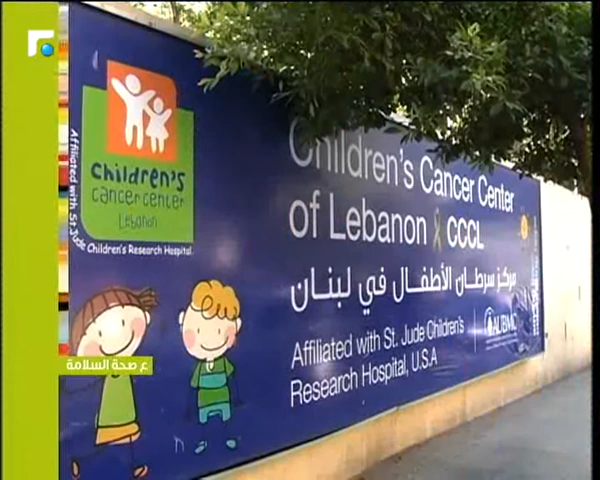 Children's
cancer center
Lebanon
Affiliated with St. Jude
Children's Research Hospital.
Children's Cancer Center
of Lebanon CCCL
مركز سرطان الأطفال في لبنان
Affiliated with St. Jude Children's
Research Hospital, U.S.A
AUBMC
ع صحة السلامة